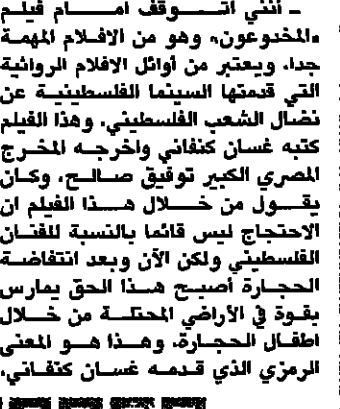 ـ أنني اتوقف أمام فيلم
«المخدوعون» وهو من الافلام المهمة
جدا، ويعتبر من أوائل الافلام الروائية
التي قدمتها السينما الفلسطينية عن
نضال الشعب الفلسطيني، وهذا الفيلم
كتبه غسان كنفاني واخرجه المخرج
المصري الكبير توفيق صالح، وكان
يقول من خلال هذا الفيلم ان
الاحتجاج ليس قائما بالنسبة للفنان
الفلسطيني ولكن الآن وبعد انتفاضة
الحجارة أصبح هذا الحق يمارس
بقوة في الأراضي المحتلة من خلال
اطفال الحجارة، وهذا هو المعنى
الرمزي الذي قدمه غسان كنفاني،